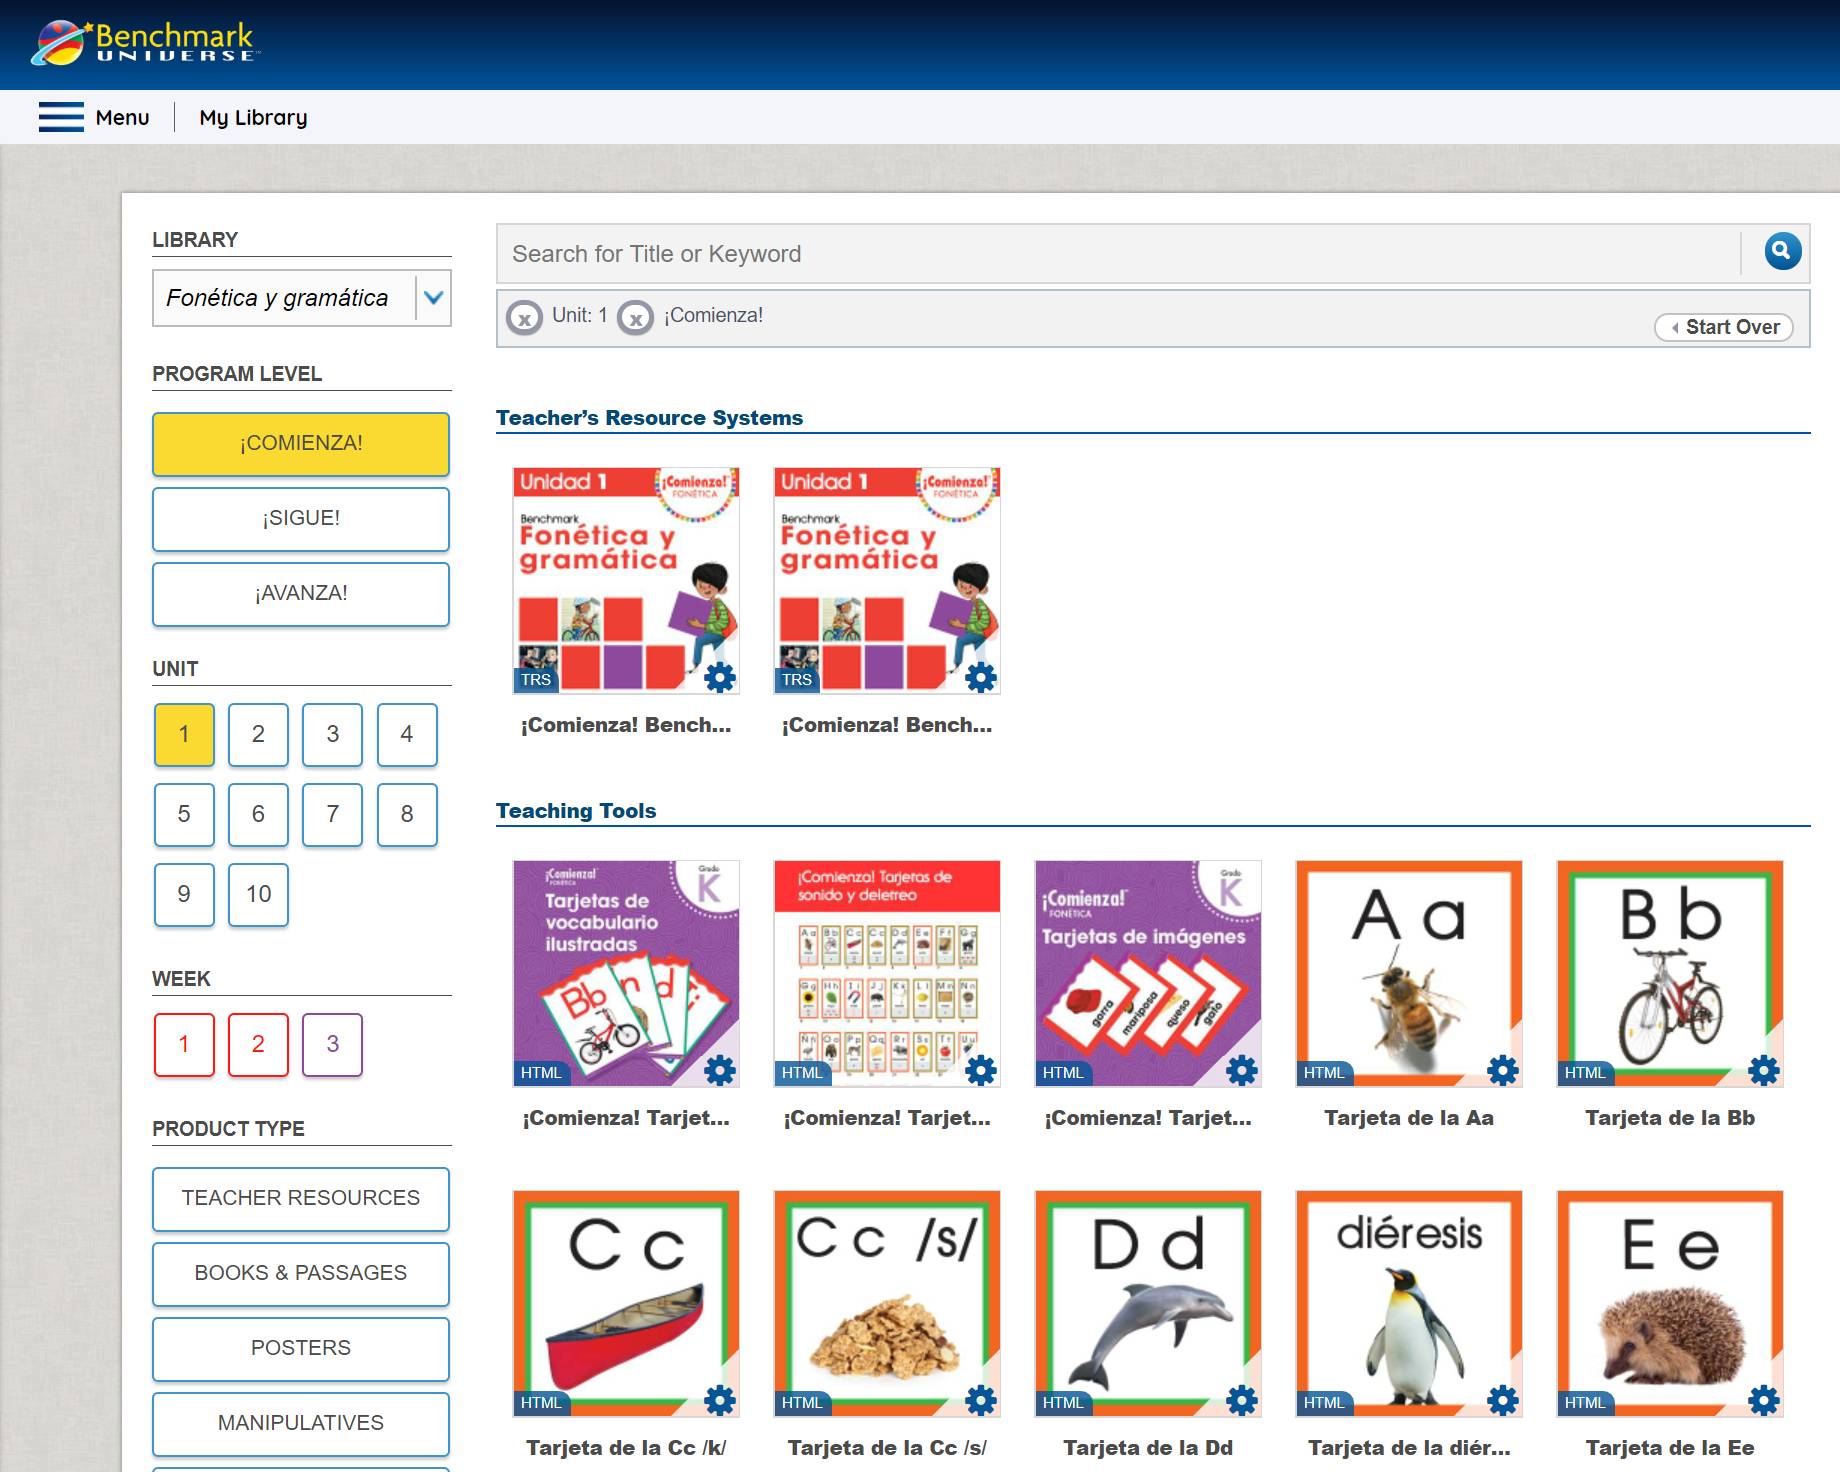 Benchmark
UNIVERSE
Menu
My Library
LIBRARY
Fonética y gramática
PROGRAM LEVEL
¡COMIENZA!
¡SIGUE!
¡AVANZA!
UNIT
1 2 3 4
5 6 7 8
9 10
WEEK
1 2 3
PRODUCT TYPE
TEACHER RESOURCES
BOOKS & PASSAGES
POSTERS
MANIPULATIVES
Search for Title or Keyword
x Unit: 1 x ¡Comienza!
Start Over
Teacher’s Resource Systems
Unidad 1
¡Comienza!
FONÉTICA
Benchmark
Fonética y
gramática
TRS
¡Comienza! Bench...
Unidad 1
¡Comienza!
FONÉTICA
Benchmark
Fonética y
gramática
TRS
¡Comienza! Bench...
Teaching Tools
¡Comienza!
FONÉTICA
Grado
K
Tarjetas de
vocabulario
ilustradas
Bb
HTML
¡Comienza! Tarjet...
¡Comienza! Tarjetas de
sonido y deletreo
HTML
¡Comienza! Tarjet...
¡Comienza!
FONÉTICA
Grado
K
Tarjetas de imágenes
gorra
mariposa
queso
gato
HTML
¡Comienza! Tarjet...
A a
HTML
Tarjeta de la Aa
B b
HTML
Tarjeta de la Bb
C c
HTML
Tarjeta de la Cc /k/
C c /s/
HTML
Tarjeta de la Cc /s/
D d
HTML
Tarjeta de la Dd
diéresis
HTML
Tarjeta de la diér...
E e
HTML
Tarjeta de la Ee